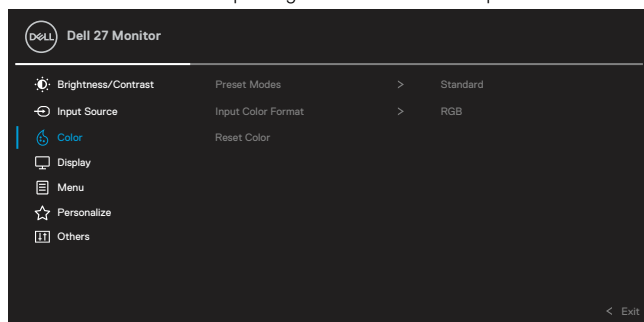 DELL Dell 27 Monitor
Brightness/Contrast Preset Modes > Standard
Input Source Input Color Format > RGB
Color Reset Color
Display
Menu
Personalize
Others
< Exit